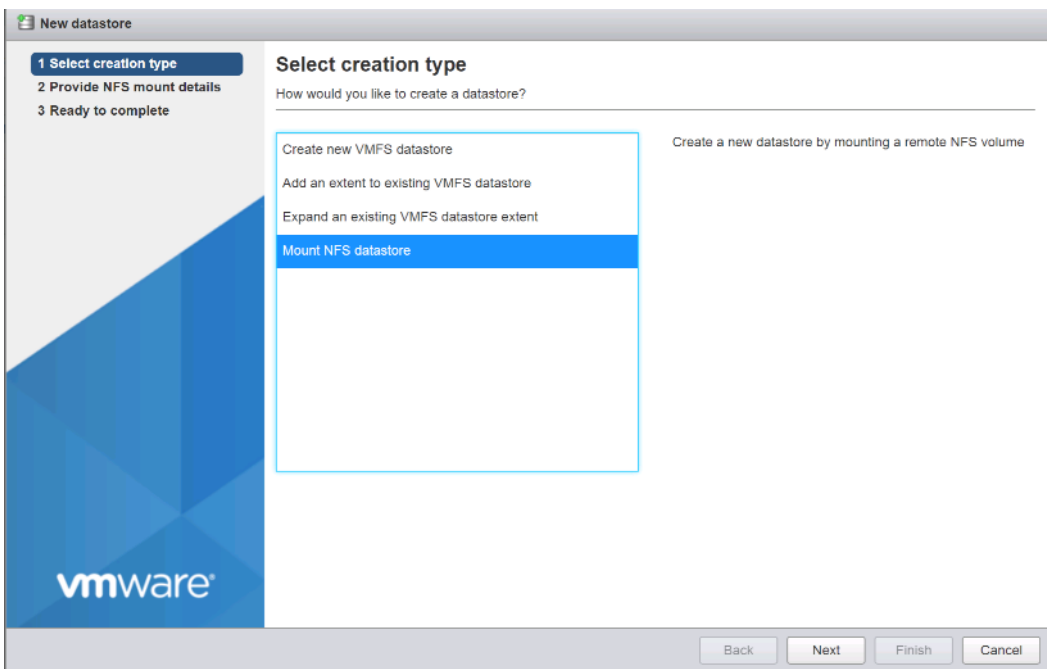 New datastore
1 Select creation type
2 Provide NFS mount details
3 Ready to complete
Select creation type
How would you like to create a datastore?
Create new VMFS datastore
Add an extent to existing VMFS datastore
Expand an existing VMFS datastore extent
Mount NFS datastore
Create a new datastore by mounting a remote NFS volume
vmware®
Back Next Finish Cancel